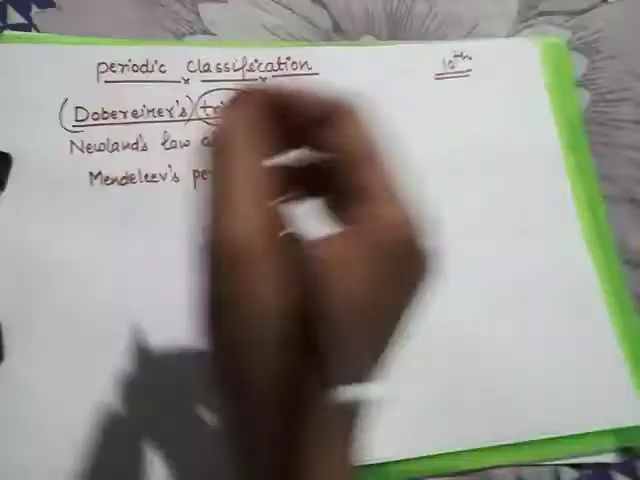 periodic classification
10th
(Dobereiner's)
Newland's law
Mendeleev's